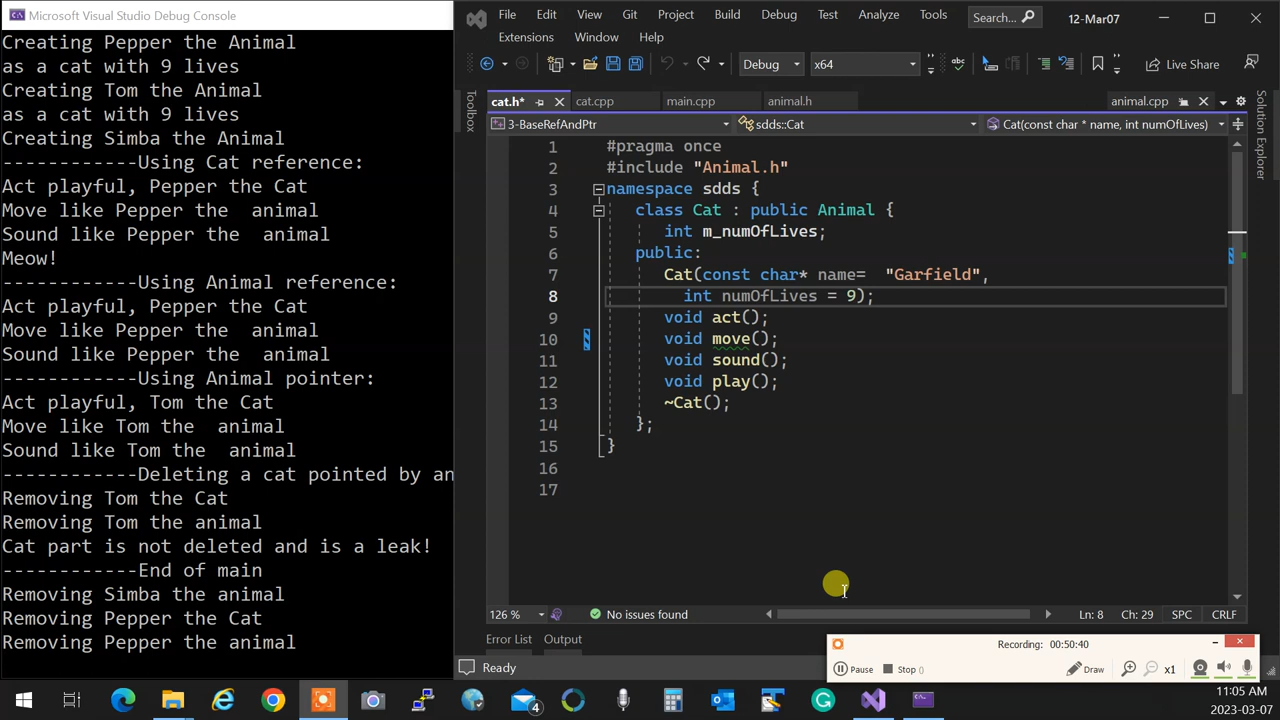 Microsoft Visual Studio Debug Console
Creating Pepper the Animal
as a cat with 9 lives
Creating Tom the Animal
as a cat with 9 lives
Creating Simba the Animal
------------Using Cat reference:
Act playful, Pepper the Cat
Move like Pepper the  animal
Sound like Pepper the  animal
Meow!
------------Using Animal reference:
Act playful, Pepper the Cat
Move like Pepper the  animal
Sound like Pepper the  animal
------------Using Animal pointer:
Act playful, Tom the Cat
Move like Tom the  animal
Sound like Tom the  animal
------------Deleting a cat pointed by an
Removing Tom the Cat
Removing Tom the animal
Cat part is not deleted and is a leak!
------------End of main
Removing Simba the animal
Removing Pepper the Cat
Removing Pepper the animal
File Edit View Git Project Build Debug Test Analyze Tools Search... 12-Mar07
Extensions Window Help
Debug x64 Live Share
Toolbox
cat.h* cat.cpp main.cpp animal.h animal.cpp
Solution Explorer
3-BaseRefAndPtr sdds::Cat Cat(const char * name, int numOfLives)
1 #pragma once
2 #include "Animal.h"
3 namespace sdds {
4 class Cat : public Animal {
5 int m_numOfLives;
6 public:
7 Cat(const char* name=  "Garfield",
8 int numOfLives = 9);
9 void act();
10 void move();
11 void sound();
12 void play();
13 ~Cat();
14 };
15 }
16
17
126 % No issues found Ln: 8 Ch: 29 SPC CRLF
Error List Output
Ready
Recording: 00:50:40
Pause Stop () Draw x1
4
11:05 AM
2023-03-07